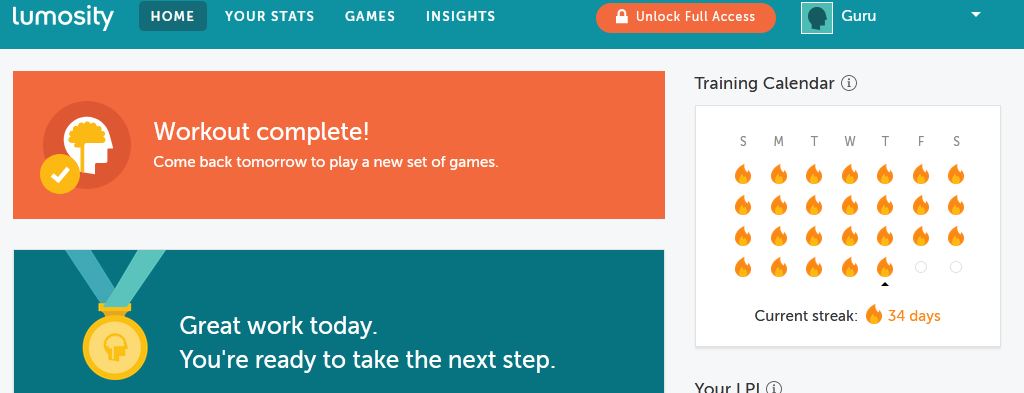 lumosity
HOME
YOUR STATS
GAMES
INSIGHTS
Unlock Full Access
Guru
Workout complete!
Come back tomorrow to play a new set of games.
Great work today.
You're ready to take the next step.
Training Calendar
S M T W T F S
Current streak: 34 days
Your LPI